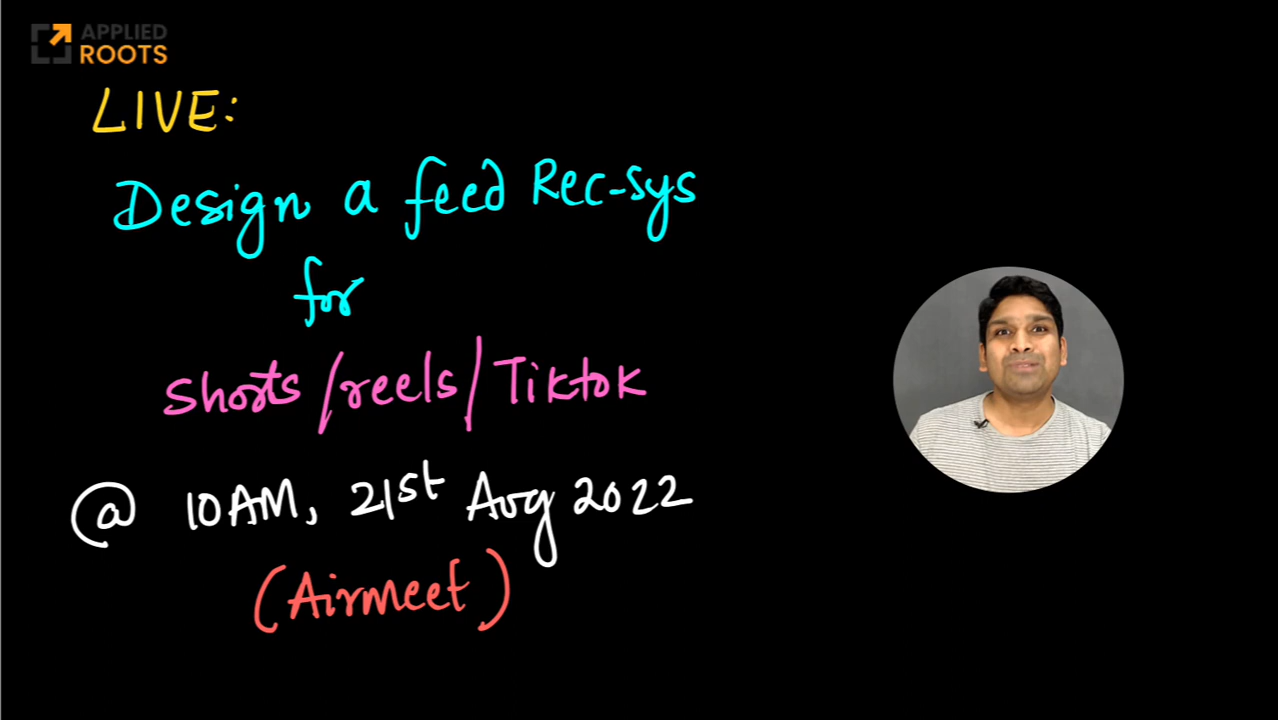 APPLIED
ROOTS
LIVE:
Design a feed Rec-sys
for
shorts/reels/Tiktok
@ 10AM, 21st Aug 2022
(Airmeet)